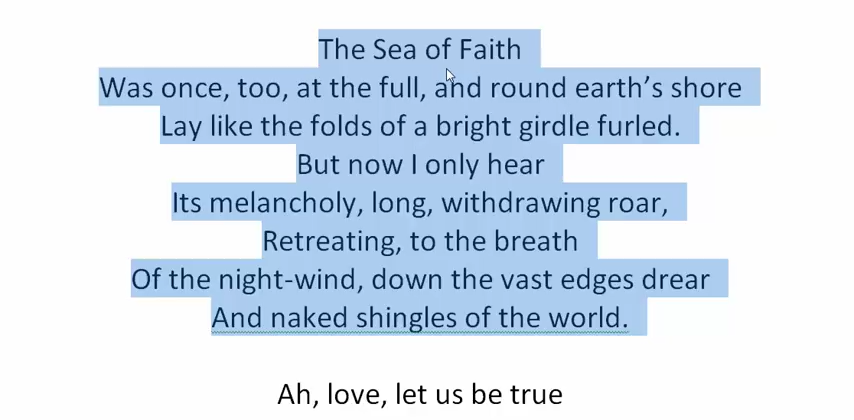 The Sea of Faith
Was once, too, at the full, and round earth’s shore
Lay like the folds of a bright girdle furled.
But now I only hear
Its melancholy, long, withdrawing roar,
Retreating, to the breath
Of the night-wind, down the vast edges drear
And naked shingles of the world.
Ah, love, let us be true